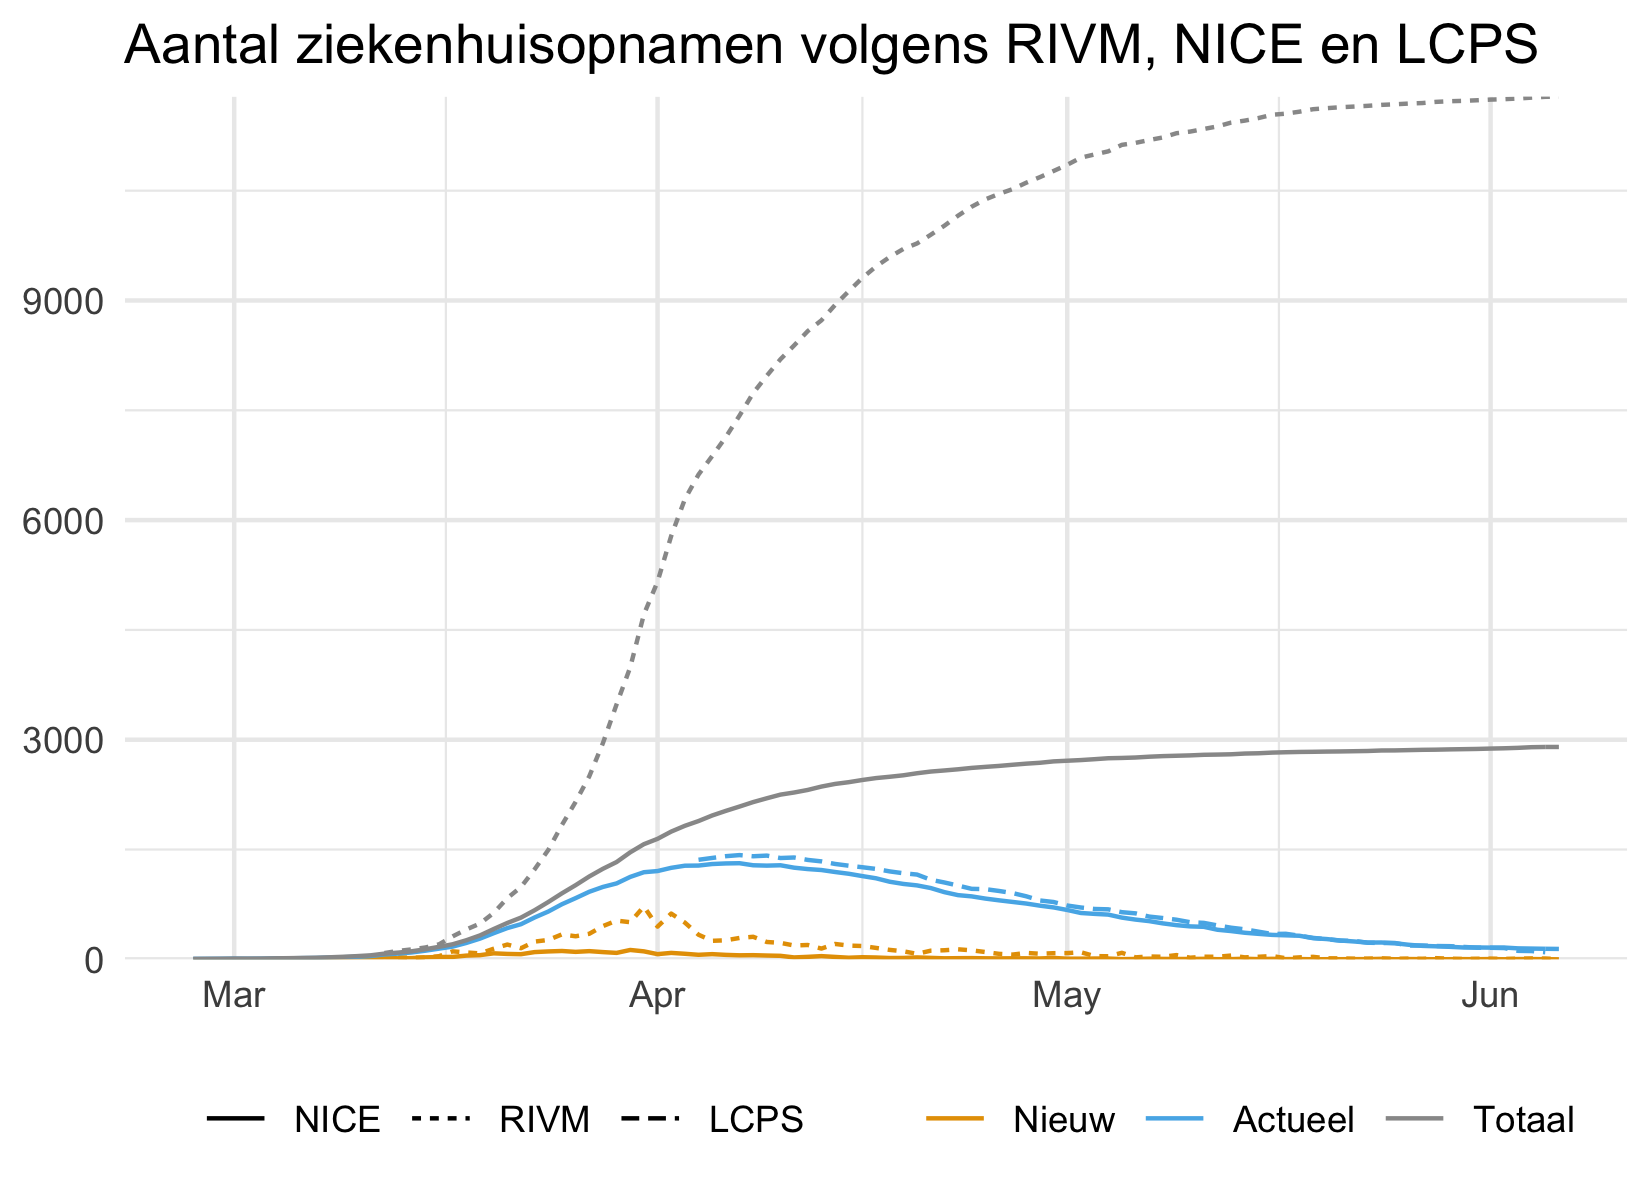 Aantal ziekenhuisopnamen volgens RIVM, NICE en LCPS
9000
6000
3000
0
Mar Apr May Jun
NICE RIVM LCPS Nieuw Actueel Totaal